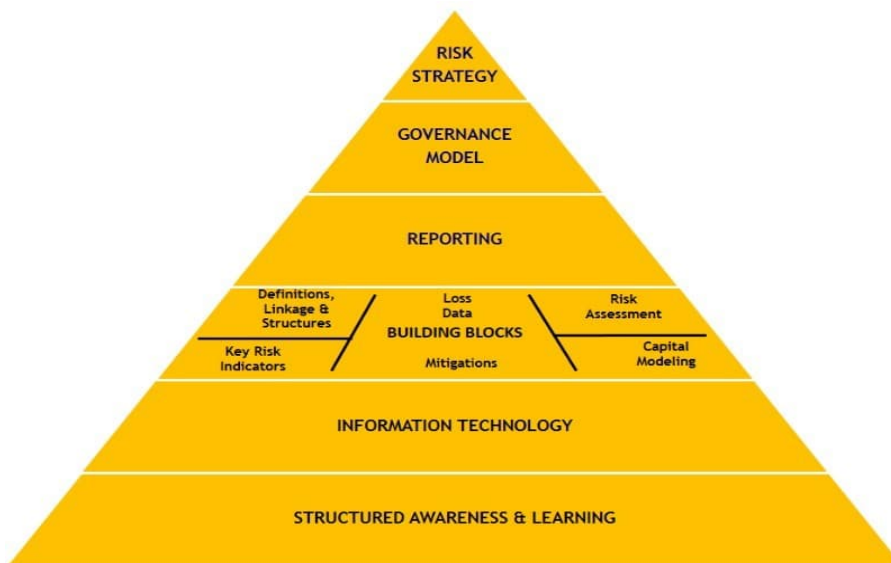 RISK
STRATEGY
GOVERNANCE
MODEL
REPORTING
Definitions,
Linkage &
Structures
Key Risk
Indicators
Loss
Data
BUILDING BLOCKS
Mitigations
Risk
Assessment
Capital
Modeling
INFORMATION TECHNOLOGY
STRUCTURED AWARENESS & LEARNING